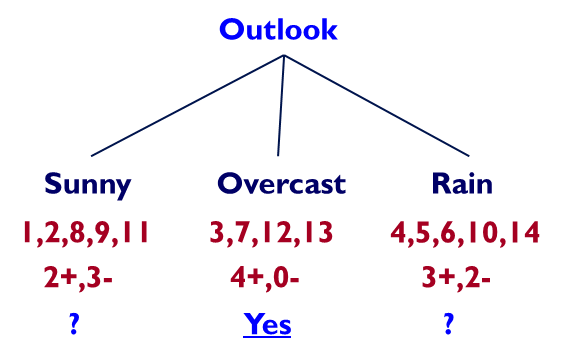 Outlook
Sunny Overcast Rain
1,2,8,9,11 3,7,12,13 4,5,6,10,14
2+,3- 4+,0- 3+,2-
? Yes ?